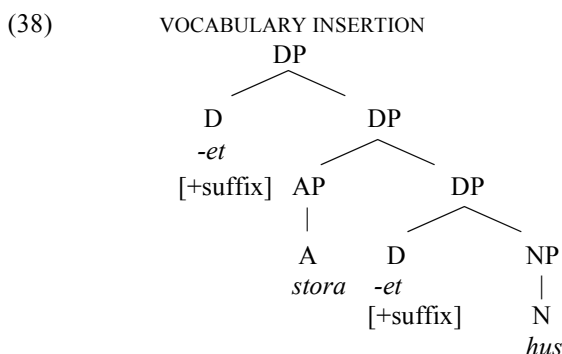 (38) VOCABULARY INSERTION
DP
D DP
-et
[+suffix] AP DP
A D NP
stora -et
[+suffix] N
hus